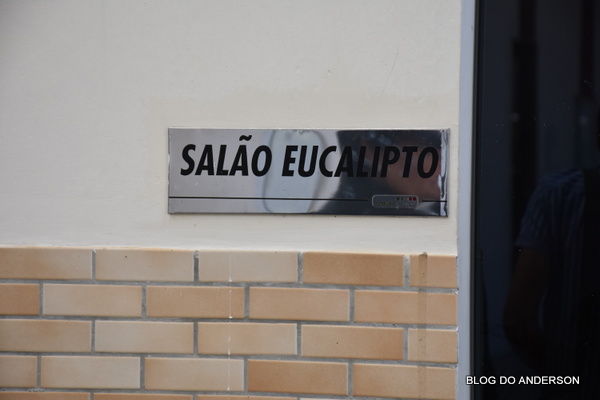 SALÃO EUCALIPTO
BLOG DO ANDERSON